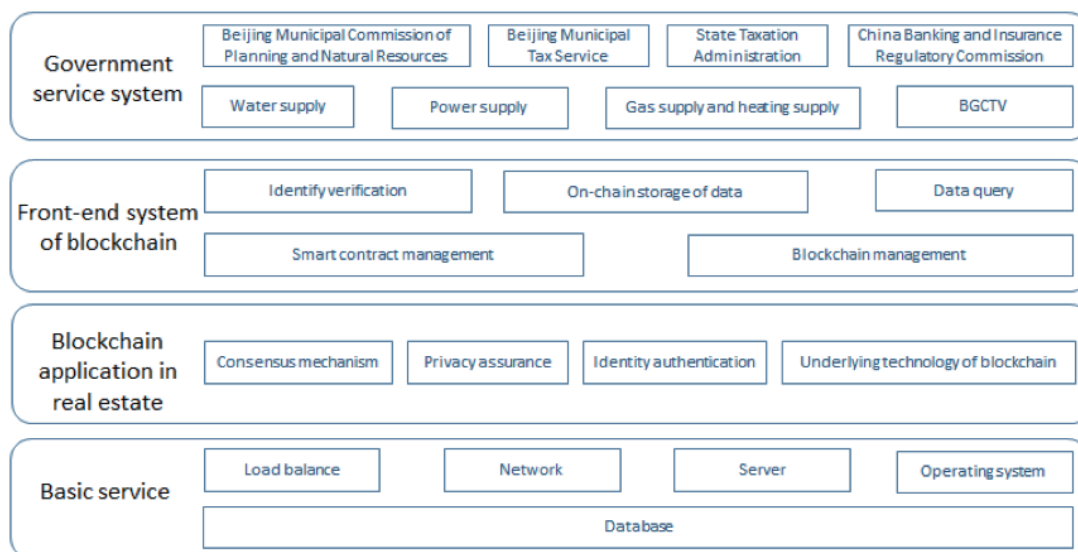 Government
service system
Beijing Municipal Commission of
Planning and Natural Resources
Beijing Municipal
Tax Service
State Taxation
Administration
China Banking and Insurance
Regulatory Commission
Water supply
Power supply
Gas supply and heating supply
BGCTV
Front-end system
of blockchain
Identify verification
On-chain storage of data
Data query
Smart contract management
Blockchain management
Blockchain
application in
real estate
Consensus mechanism
Privacy assurance
Identity authentication
Underlying technology of blockchain
Basic service
Load balance
Network
Server
Operating system
Database